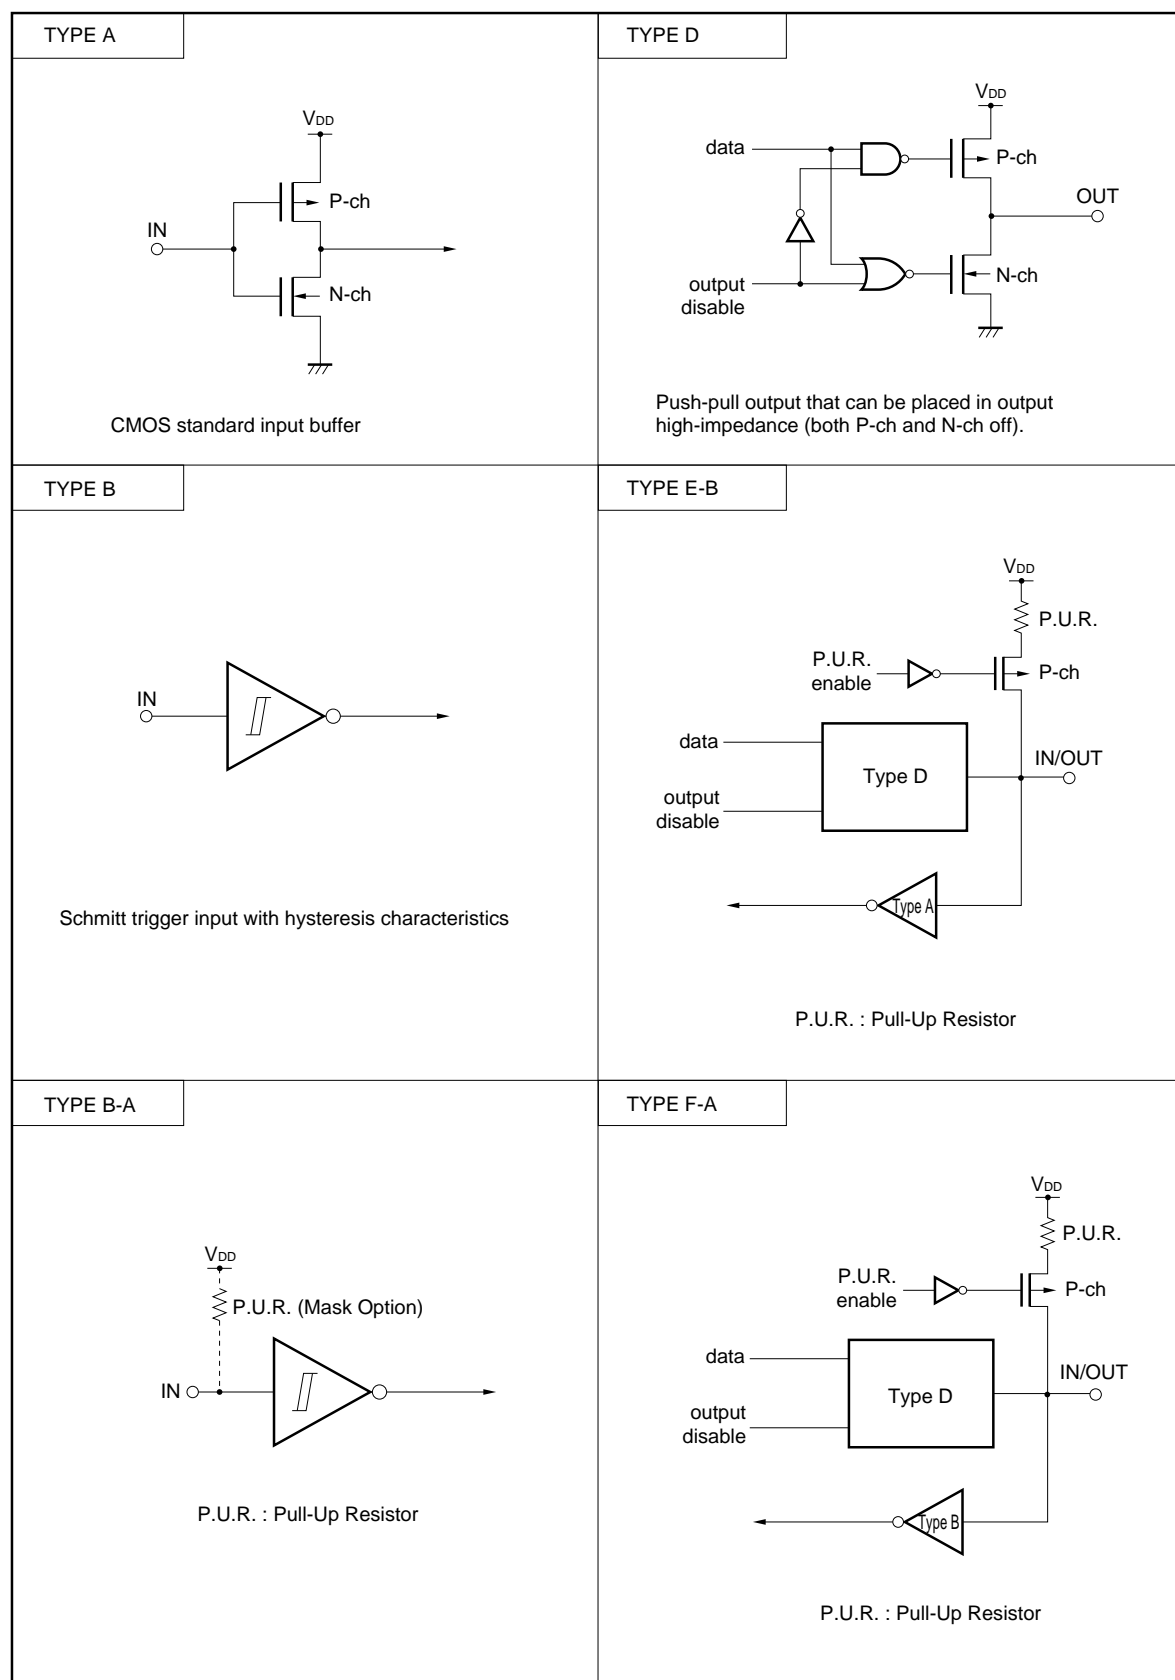 TYPE A
VDD
P-ch
IN
N-ch
CMOS standard input buffer
TYPE D
VDD
data
P-ch
OUT
N-ch
output
disable
Push-pull output that can be placed in output
high-impedance (both P-ch and N-ch off).
TYPE B
IN
Schmitt trigger input with hysteresis characteristics
TYPE E-B
VDD
P.U.R.
P.U.R.
enable
P-ch
data
Type D
IN/OUT
output
disable
Type A
P.U.R. : Pull-Up Resistor
TYPE B-A
VDD
P.U.R. (Mask Option)
IN
P.U.R. : Pull-Up Resistor
TYPE F-A
VDD
P.U.R.
P.U.R.
enable
P-ch
data
Type D
IN/OUT
output
disable
Type B
P.U.R. : Pull-Up Resistor